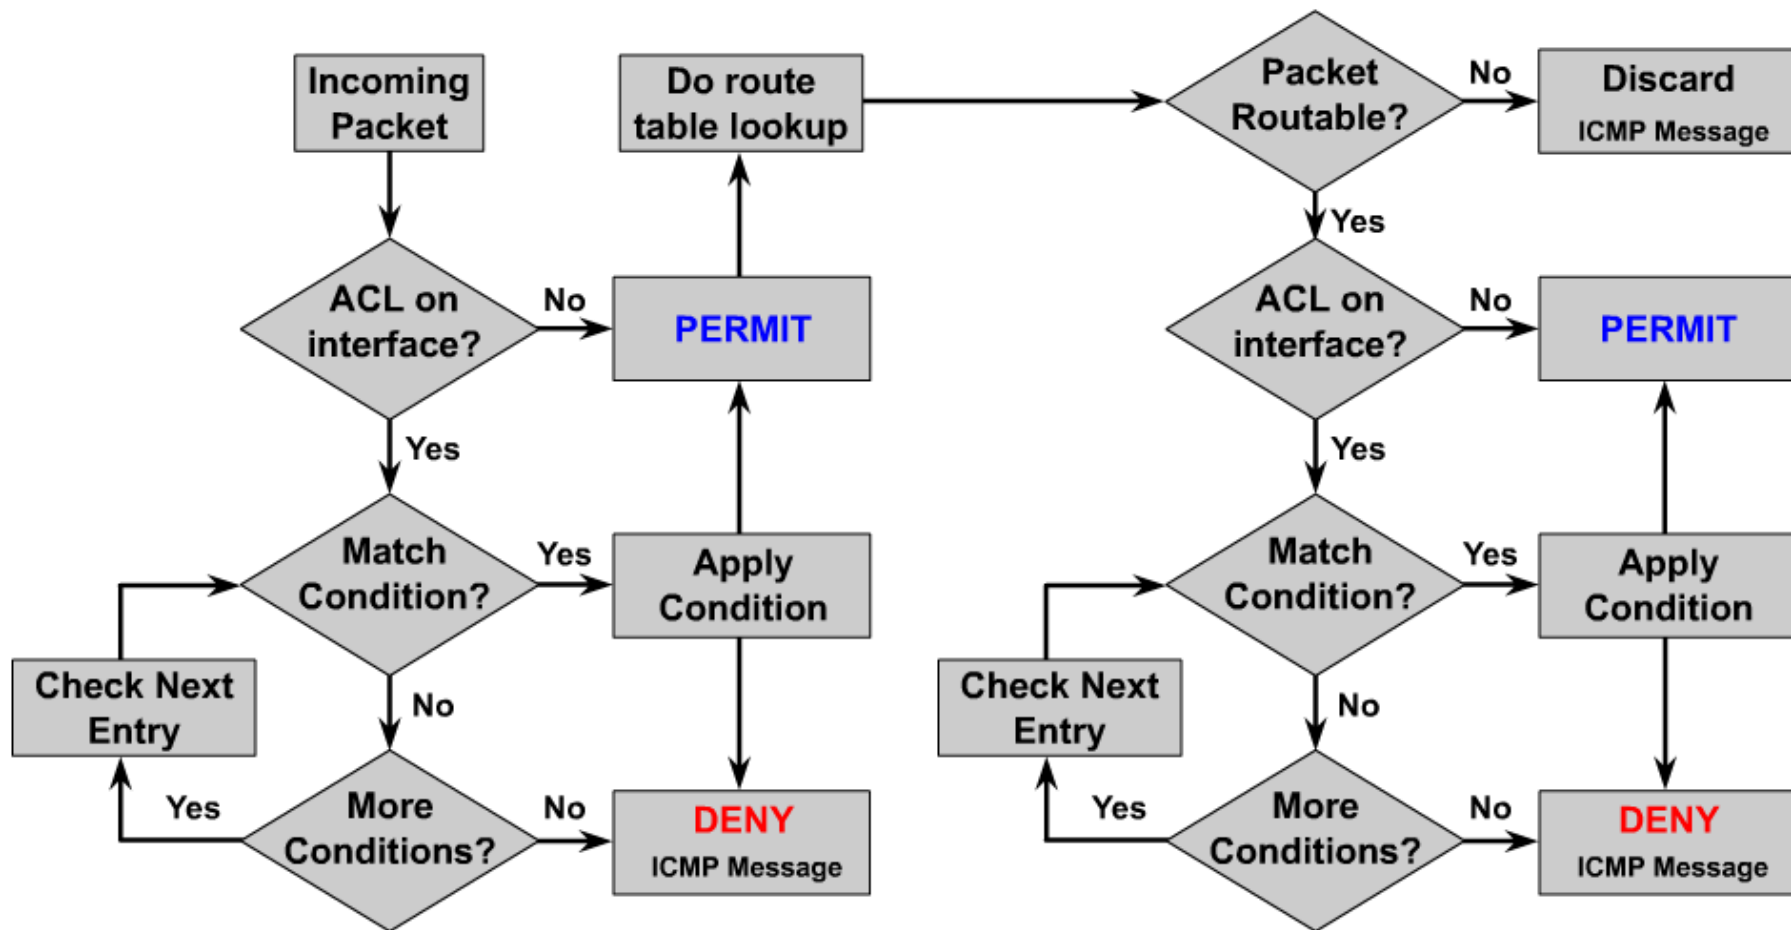 Incoming
Packet
Do route
table lookup
Packet
Routable?
No
Discard
ICMP Message
Yes
ACL on
interface?
No
PERMIT
ACL on
interface?
No
PERMIT
Yes
Yes
Match
Condition?
Yes
Apply
Condition
Match
Condition?
Yes
Apply
Condition
Check Next
Entry
No
Check Next
Entry
No
Yes
More
Conditions?
No
DENY
ICMP Message
Yes
More
Conditions?
No
DENY
ICMP Message